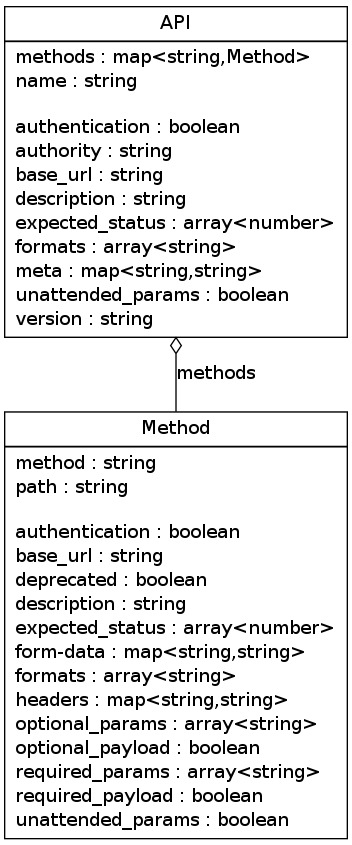 API
methods : map<string,Method>
name : string
authentication : boolean
authority : string
base_url : string
description : string
expected_status : array<number>
formats : array<string>
meta : map<string,string>
unattended_params : boolean
version : string
methods
Method
method : string
path : string
authentication : boolean
base_url : string
deprecated : boolean
description : string
expected_status : array<number>
form-data : map<string,string>
formats : array<string>
headers : map<string,string>
optional_params : array<string>
optional_payload : boolean
required_params : array<string>
required_payload : boolean
unattended_params : boolean